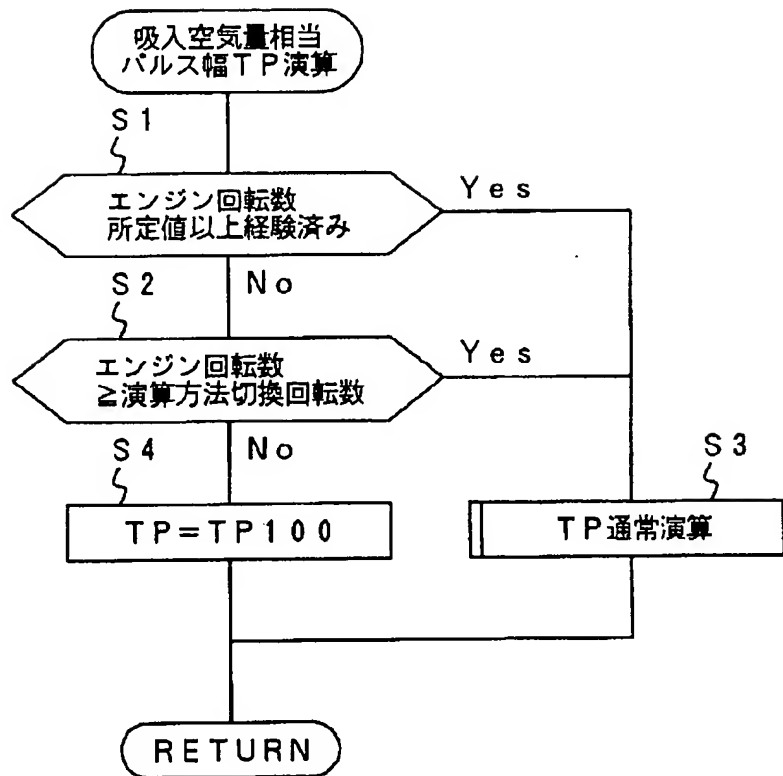 吸入空気量相当
パルス幅TP演算
S1
エンジン回転数
所定値以上経験済み
Yes
No
S2
エンジン回転数
≧演算方法切換回転数
Yes
No
S4
TP=TP100
S3
TP通常演算
RETURN